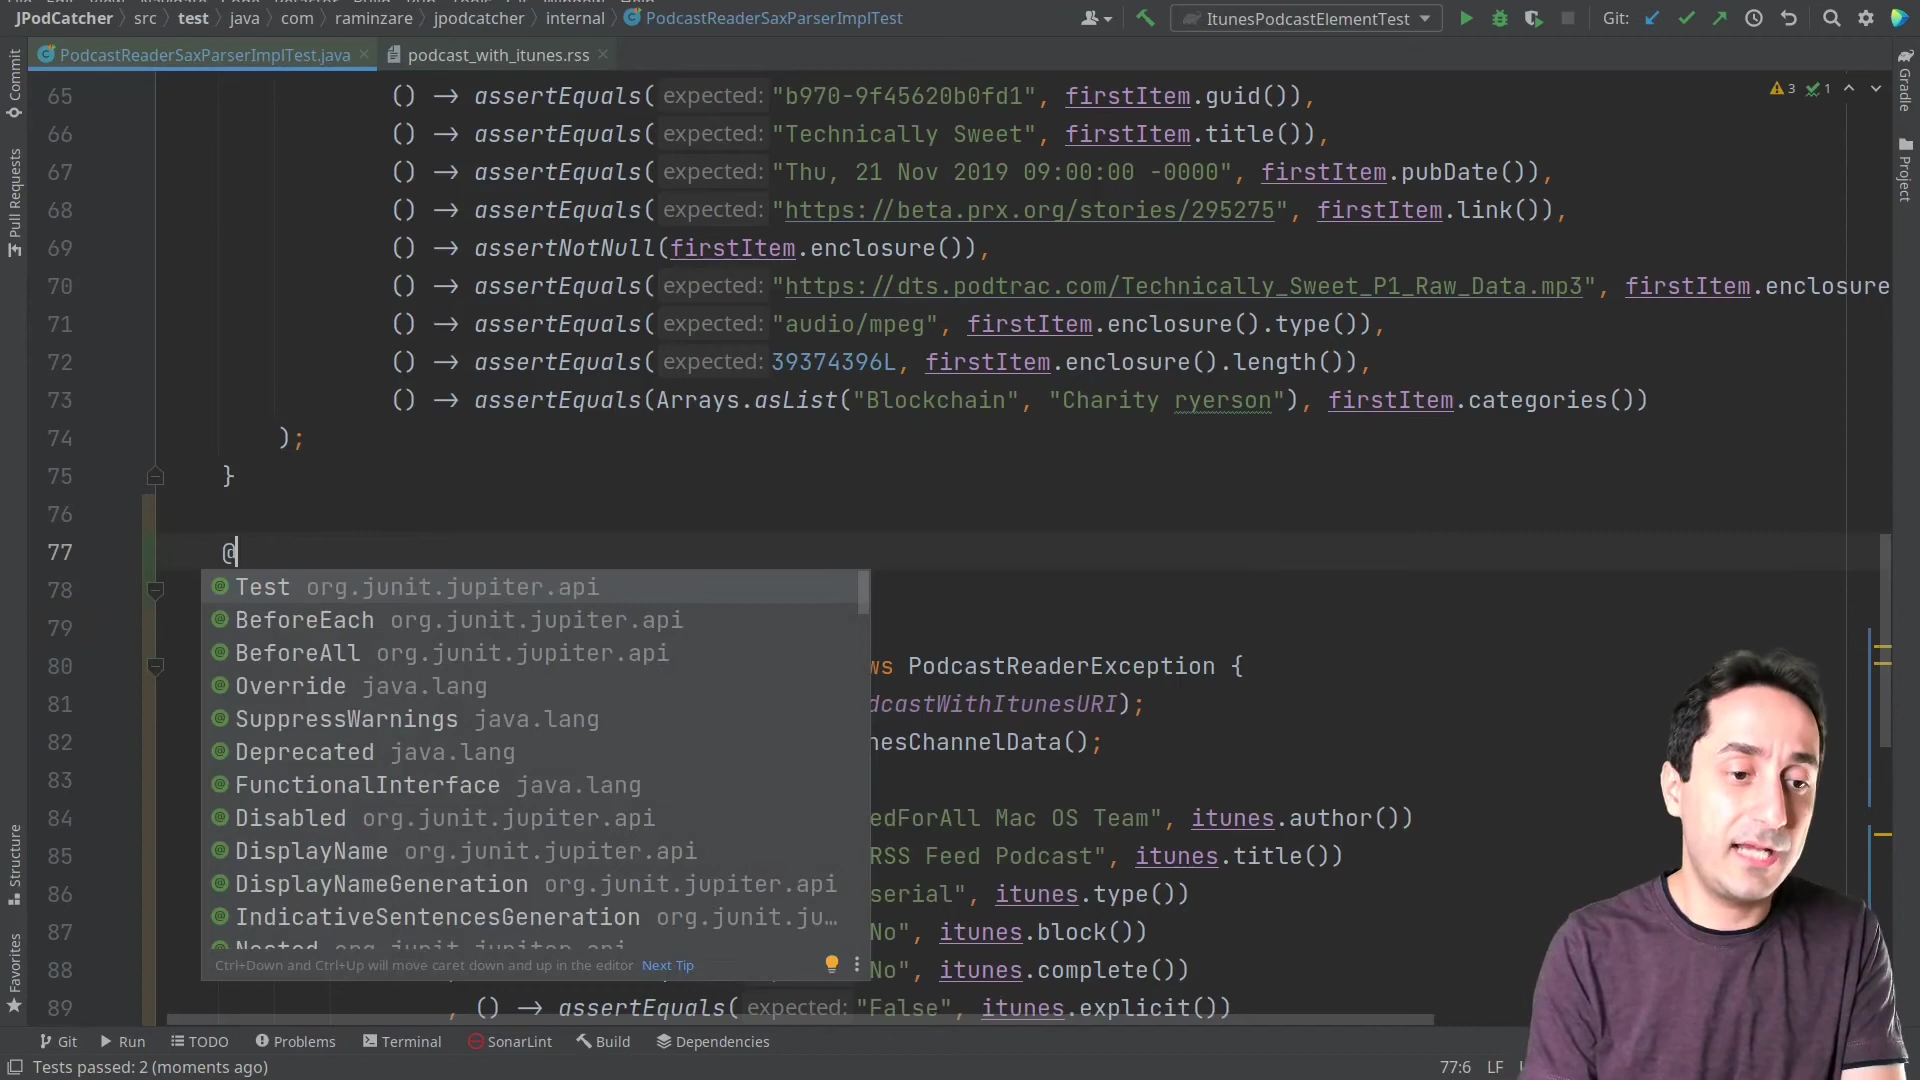 JPodCatcher src test java com raminzare jpodcatcher internal PodcastReaderSaxParserImplTest ItunesPodcastElementTest Git:
PodcastReaderSaxParserImplTest.java podcast_with_itunes.rss
Commit
Pull Requests
Structure
Favorites
Gradle
Project
3 1
65 () → assertEquals( expected: "b970-9f45620b0fd1", firstItem.guid()),
66 () → assertEquals( expected: "Technically Sweet", firstItem.title()),
67 () → assertEquals( expected: "Thu, 21 Nov 2019 09:00:00 -0000", firstItem.pubDate()),
68 () → assertEquals( expected: "https://beta.prx.org/stories/295275", firstItem.link()),
69 () → assertNotNull(firstItem.enclosure()),
70 () → assertEquals( expected: "https://dts.podtrac.com/Technically_Sweet_P1_Raw_Data.mp3", firstItem.enclosure
71 () → assertEquals( expected: "audio/mpeg", firstItem.enclosure().type()),
72 () → assertEquals( expected: 39374396L, firstItem.enclosure().length()),
73 () → assertEquals(Arrays.asList("Blockchain", "Charity ryerson"), firstItem.categories())
74 );
75 }
76
77 @
78
79
80 ws PodcastReaderException {
81 dcastWithItunesURI);
82 nesChannelData();
83
84 edForAll Mac OS Team", itunes.author())
85 RSS Feed Podcast", itunes.title())
86 serial", itunes.type())
87 No", itunes.block())
88 No", itunes.complete())
89 , () → assertEquals( expected: "False", itunes.explicit())
Test org.junit.jupiter.api
BeforeEach org.junit.jupiter.api
BeforeAll org.junit.jupiter.api
Override java.lang
SuppressWarnings java.lang
Deprecated java.lang
FunctionalInterface java.lang
Disabled org.junit.jupiter.api
DisplayName org.junit.jupiter.api
DisplayNameGeneration org.junit.jupiter.api
IndicativeSentencesGeneration org.junit.ju…
Nested org.junit.jupiter.api
Ctrl+Down and Ctrl+Up will move caret down and up in the editor Next Tip
Git Run TODO Problems Terminal SonarLint Build Dependencies
Tests passed: 2 (moments ago) 77:6 LF